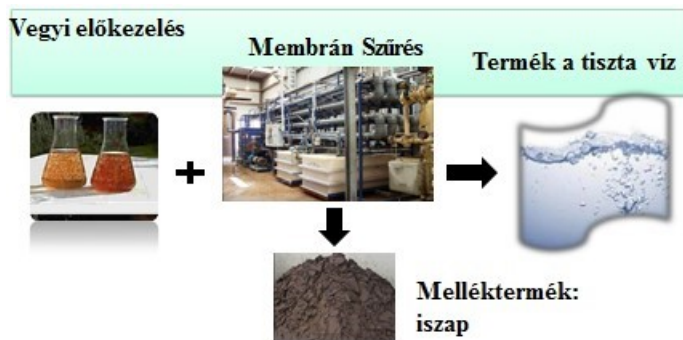 Vegyi előkezelés
Membrán Szűrés
Termék a tiszta víz
Melléktermék:
iszap